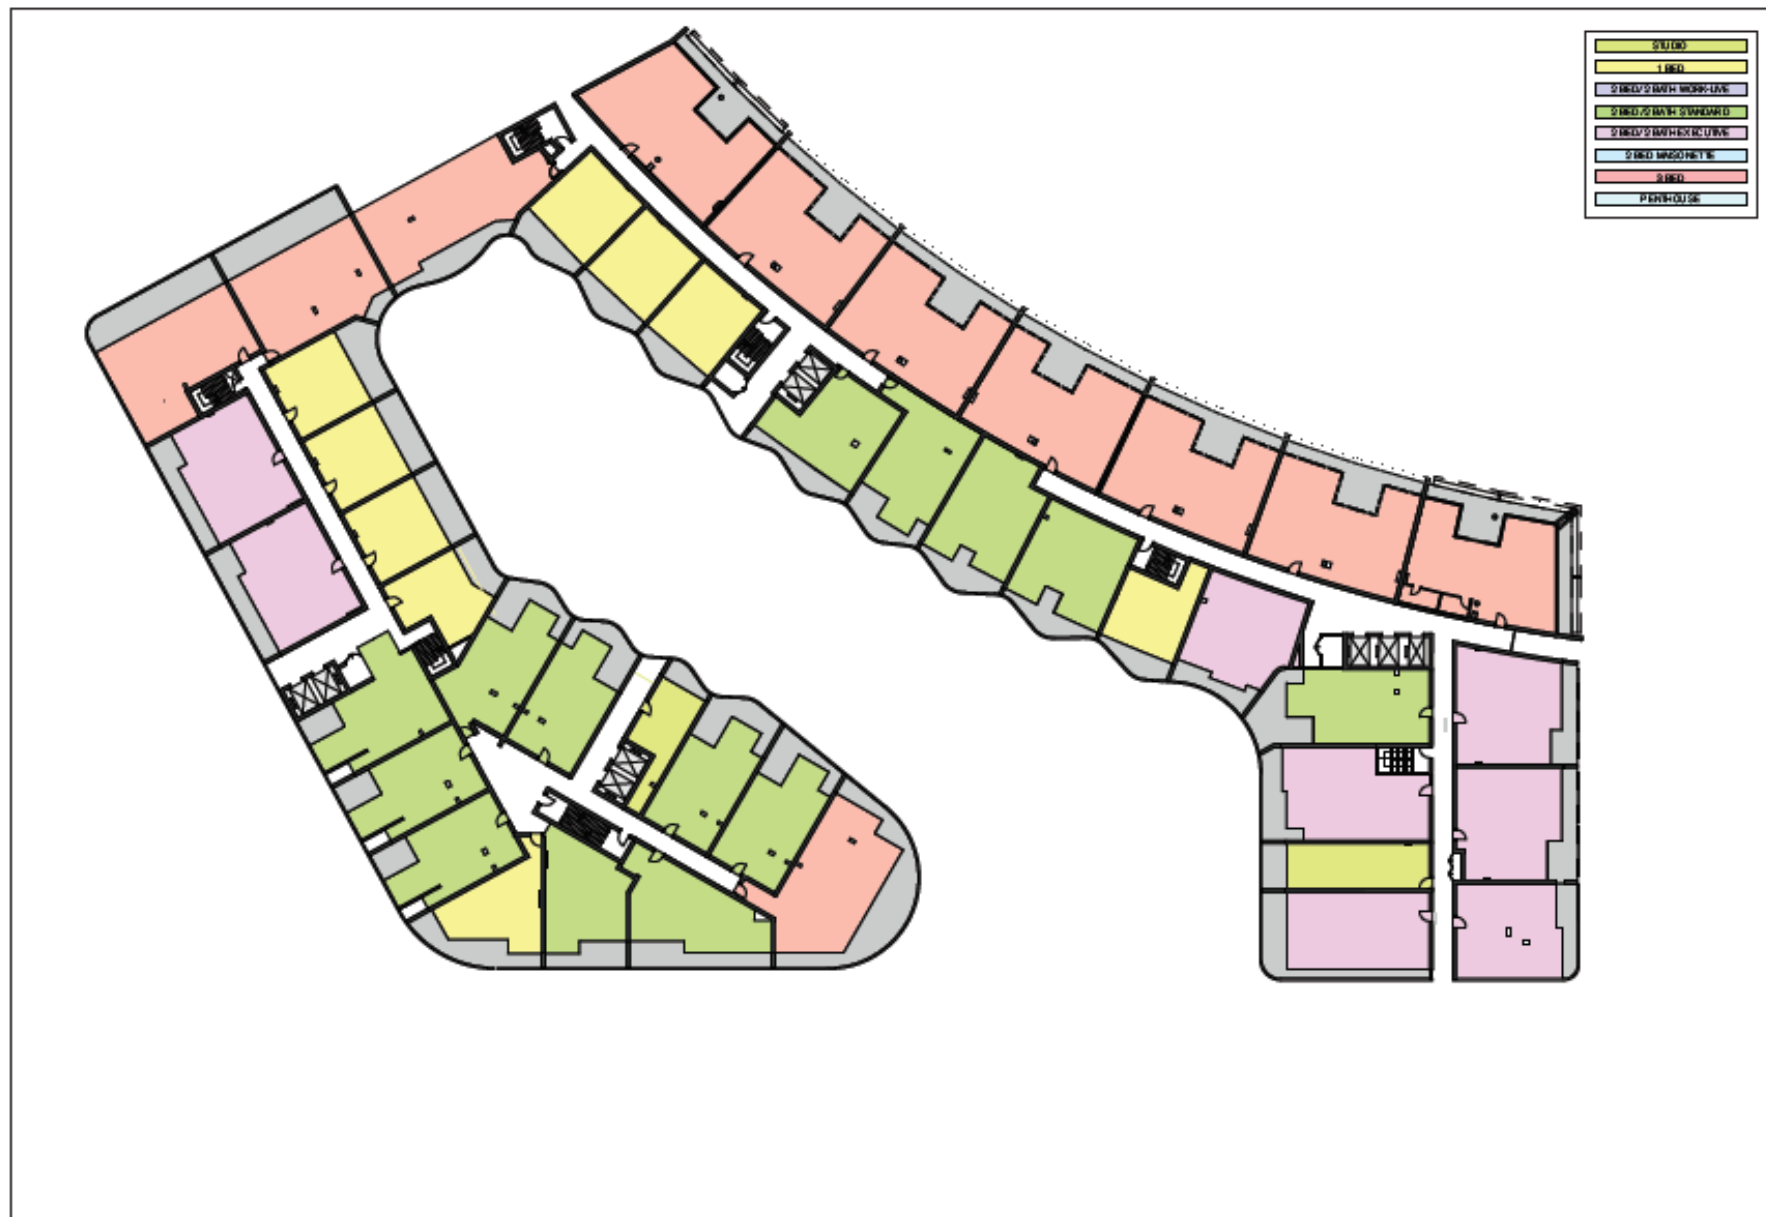 STUDIO
1 BED
2 BED/2 BATH WORK-LIVE
2 BED/2 BATH STANDARD
2 BED/2 BATH EXECUTIVE
2 BED MAISONETTE
3 BED
PENTHOUSE